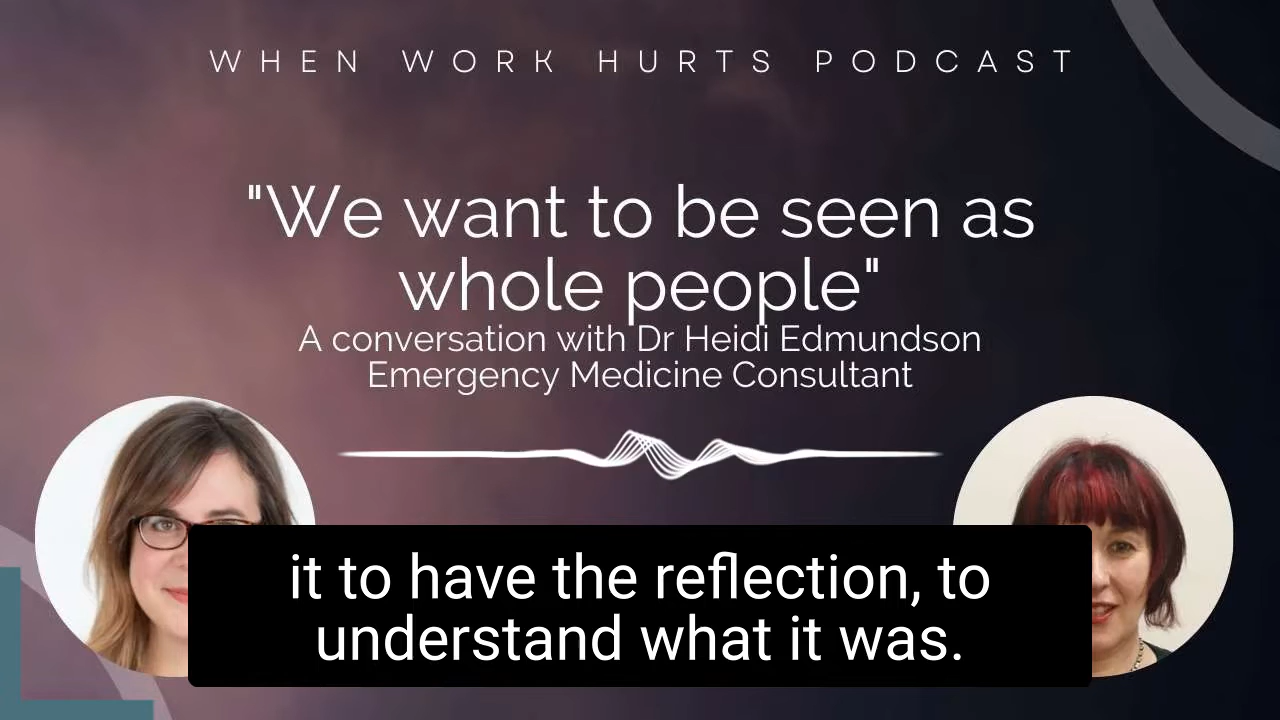 WHEN WORK HURTS PODCAST
"We want to be seen as
whole people"
A conversation with Dr Heidi Edmundson
Emergency Medicine Consultant
it to have the reflection, to
understand what it was.